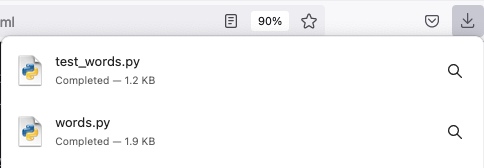 ml
90%
test_words.py
Completed — 1.2 KB
words.py
Completed — 1.9 KB